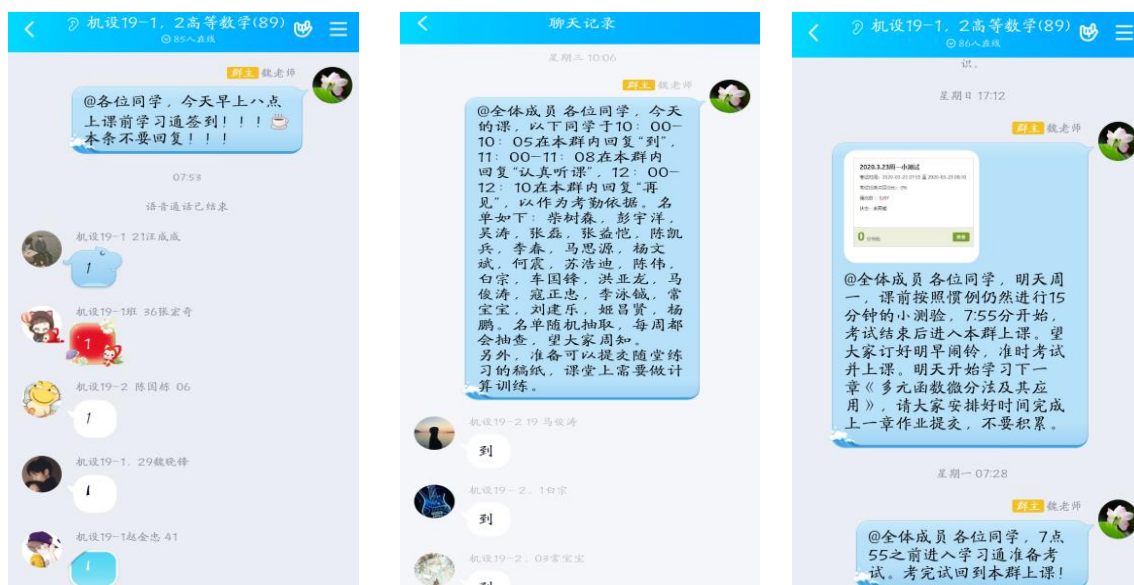 机设19-1，2高等数学(89)
85人在线
群主 魏老师
@各位同学，今天早上八点
上课前学习通签到！！！
本条不要回复！！！
07:53
语音通话已结束
机设19-1 21汪成成
1
机设19-1班 36张宏奇
1
机设19-2 陈国栋 06
1
机设19-1，29魏晓锋
1
机设19-1赵金忠 41
1
聊天记录
星期三 10:06
群主 魏老师
@全体成员 各位同学，今天
的课，以下同学于10：00-
10：05在本群内回复“到”，
11：00-11：08在本群内
回复“认真听课”，12：00-
12：10在本群内回复“再
见”，以作为考勤依据。名
单如下：柴树森，彭宇洋，
吴涛，张磊，张益恺，陈凯
兵，李春，马思源，杨文
斌，何震，苏浩迪，陈伟，
白宗，车国锋，洪亚龙，马
俊涛，寇正忠，李泳铖，常
宝宝，刘建乐，姬昌贤，杨
鹏。名单随机抽取，每周都
会抽查，望大家周知。
另外，准备可以提交随堂练
习的稿纸，课堂上需要做计
算训练。
机设19-2 19 马俊涛
到
机设19-2，1白宗
到
机设19-2，03常宝宝
到
机设19-1，2高等数学(89)
86人在线
识，
星期日 17:12
群主 魏老师
2020.3.23周一小测试
0
@全体成员 各位同学，明天周
一，课前按照惯例仍然进行15
分钟的小测验，7:55分开始，
考试结束后进入本群上课。望
大家订好明早闹铃，准时考试
并上课。明天开始学习下一
章《多元函数微分法及其应
用》，请大家安排好时间完成
上一章作业提交，不要积累。
星期一 07:28
群主 魏老师
@全体成员 各位同学，7点
55之前进入学习通准备考
试。考完试回到本群上课！